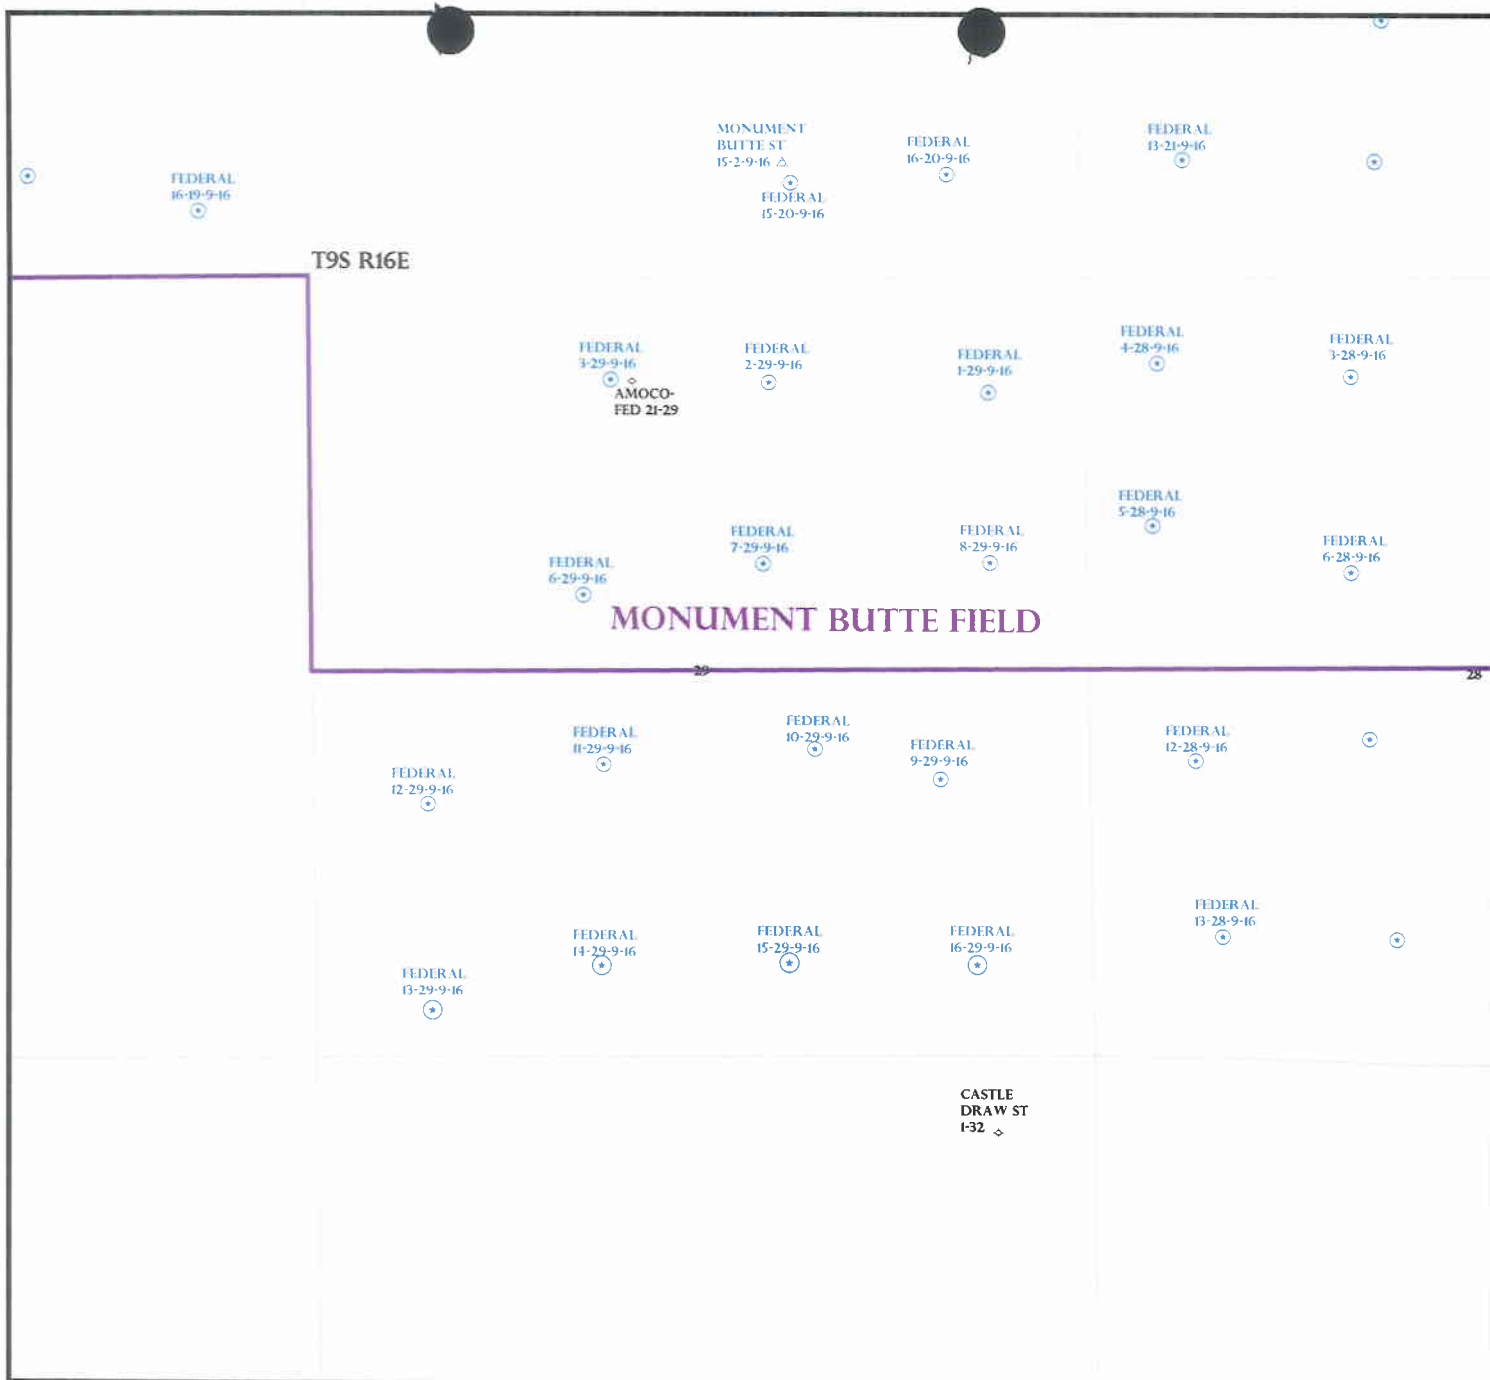 MONUMENT
BUTTE ST
15-2-9-16
FEDERAL
15-20-9-16
FEDERAL
16-20-9-16
FEDERAL
13-21-9-16
FEDERAL
16-19-9-16
T9S R16E
FEDERAL
3-29-9-16
AMOCO-
FED 21-29
FEDERAL
2-29-9-16
FEDERAL
1-29-9-16
FEDERAL
4-28-9-16
FEDERAL
3-28-9-16
FEDERAL
6-29-9-16
FEDERAL
7-29-9-16
FEDERAL
8-29-9-16
FEDERAL
5-28-9-16
FEDERAL
6-28-9-16
MONUMENT BUTTE FIELD
29
28
FEDERAL
12-29-9-16
FEDERAL
11-29-9-16
FEDERAL
10-29-9-16
FEDERAL
9-29-9-16
FEDERAL
12-28-9-16
FEDERAL
13-29-9-16
FEDERAL
14-29-9-16
FEDERAL
15-29-9-16
FEDERAL
16-29-9-16
FEDERAL
13-28-9-16
CASTLE
DRAW ST
1-32